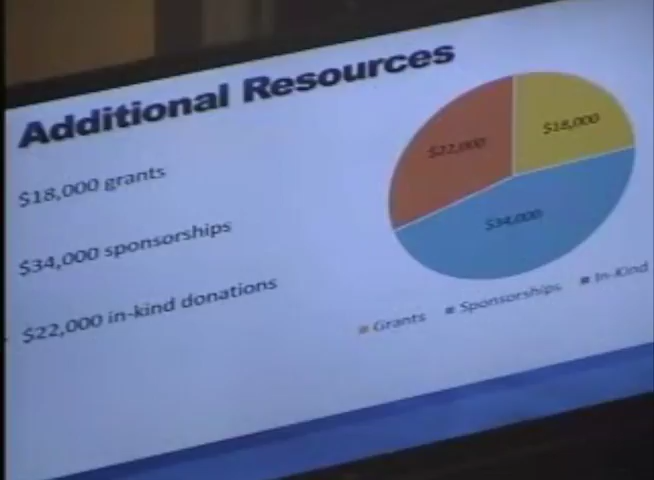 Additional Resources
$18,000 grants
$34,000 sponsorships
$22,000 in-kind donations
$22,000
$18,000
$34,000
Grants
Sponsorships
In-Kind